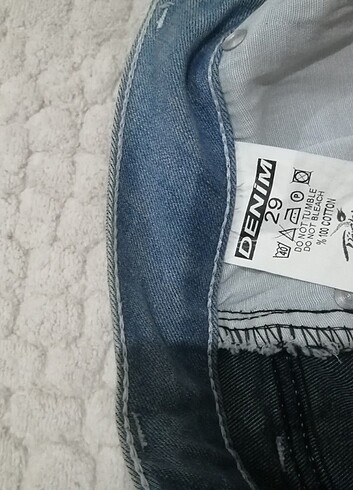 DENIM
29
DO NOT TUMBLE
DO NOT BLEACH
% 100 COTTON